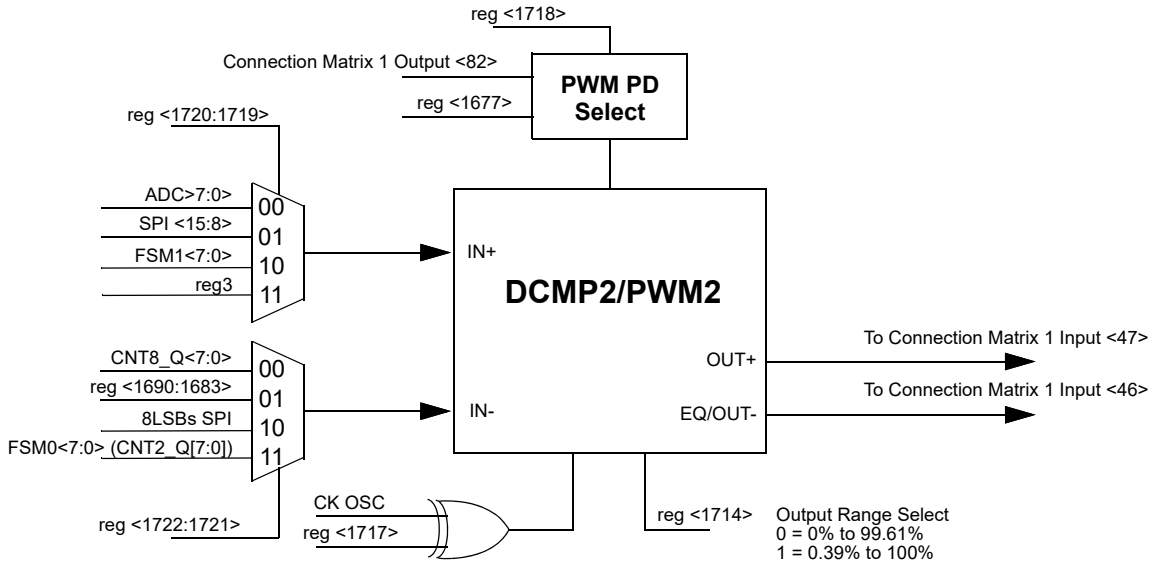 reg <1718>
Connection Matrix 1 Output <82>
reg <1677>
PWM PD
Select
reg <1720:1719>
ADC>7:0>
SPI <15:8>
FSM1<7:0>
reg3
00
01
10
11
IN+
DCMP2/PWM2
CNT8_Q<7:0>
reg <1690:1683>
8LSBs SPI
FSM0<7:0> (CNT2_Q[7:0])
00
01
10
11
IN-
OUT+
EQ/OUT-
To Connection Matrix 1 Input <47>
To Connection Matrix 1 Input <46>
reg <1722:1721>
CK OSC
reg <1717>
reg <1714>
Output Range Select
0 = 0% to 99.61%
1 = 0.39% to 100%